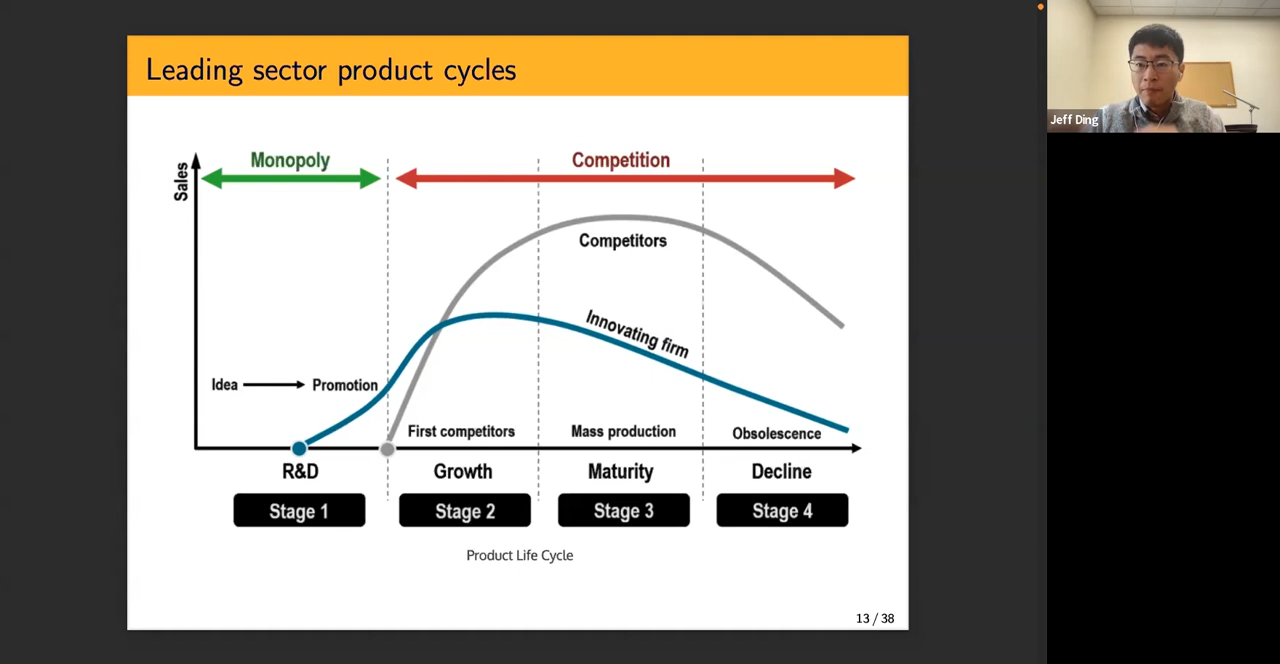 Leading sector product cycles
Monopoly
Competition
Sales
Competitors
Innovating firm
Idea
Promotion
First competitors
Mass production
Obsolescence
R&D
Growth
Maturity
Decline
Stage 1
Stage 2
Stage 3
Stage 4
Product Life Cycle
13 / 38
Jeff Ding